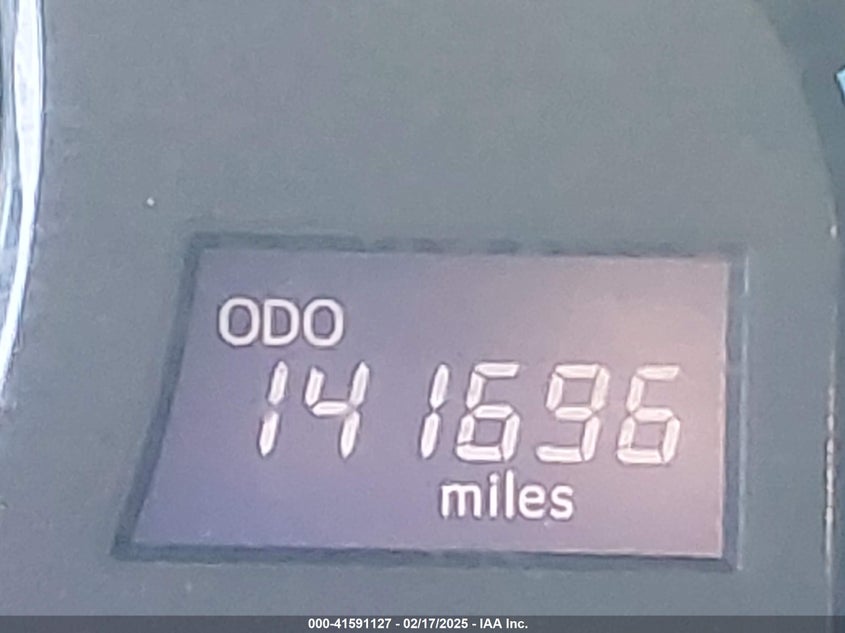 ODO
141696
miles
000-41591127 - 02/17/2025 - IAA Inc.